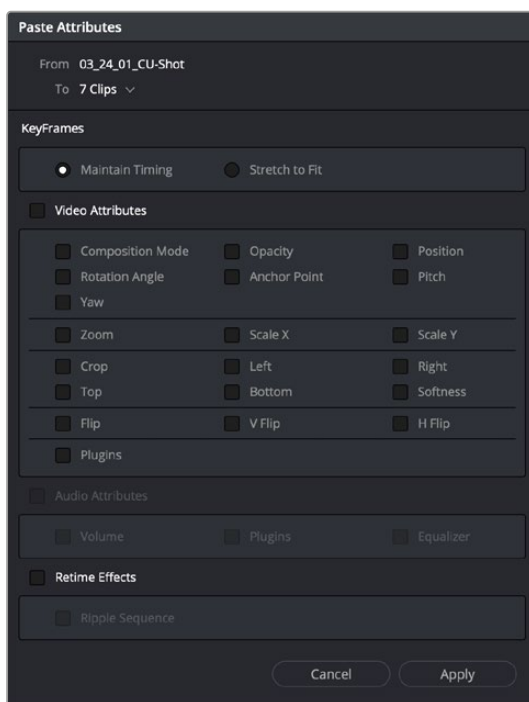 Paste Attributes
From 03_24_01_CU-Shot
To 7 Clips
KeyFrames
Maintain Timing Stretch to Fit
Video Attributes
Composition Mode Opacity Position
Rotation Angle Anchor Point Pitch
Yaw
Zoom Scale X Scale Y
Crop Left Right
Top Bottom Softness
Flip V Flip H Flip
Plugins
Audio Attributes
Volume Plugins Equalizer
Retime Effects
Ripple Sequence
Cancel Apply